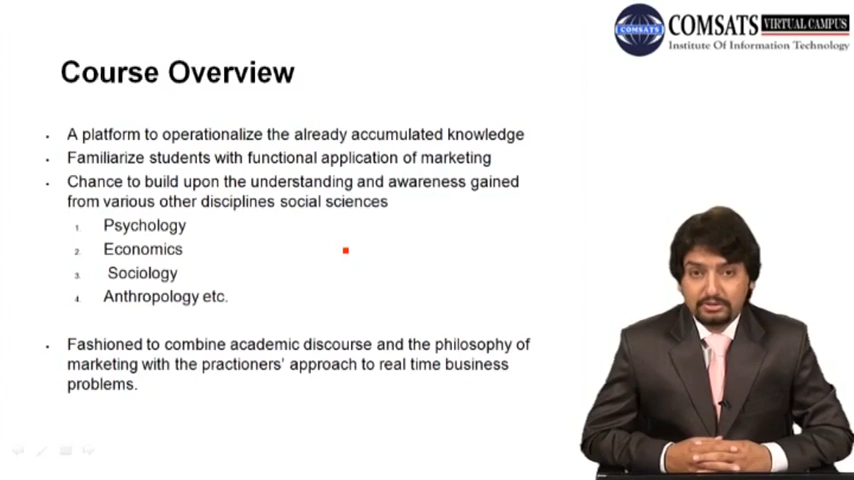 COMSATS VIRTUAL CAMPUS
COMSATS
Institute Of Information Technology
Course Overview
A platform to operationalize the already accumulated knowledge
Familiarize students with functional application of marketing
Chance to build upon the understanding and awareness gained
from various other disciplines social sciences
1. Psychology
2. Economics
3. Sociology
4. Anthropology etc.
Fashioned to combine academic discourse and the philosophy of
marketing with the practioners' approach to real time business
problems.